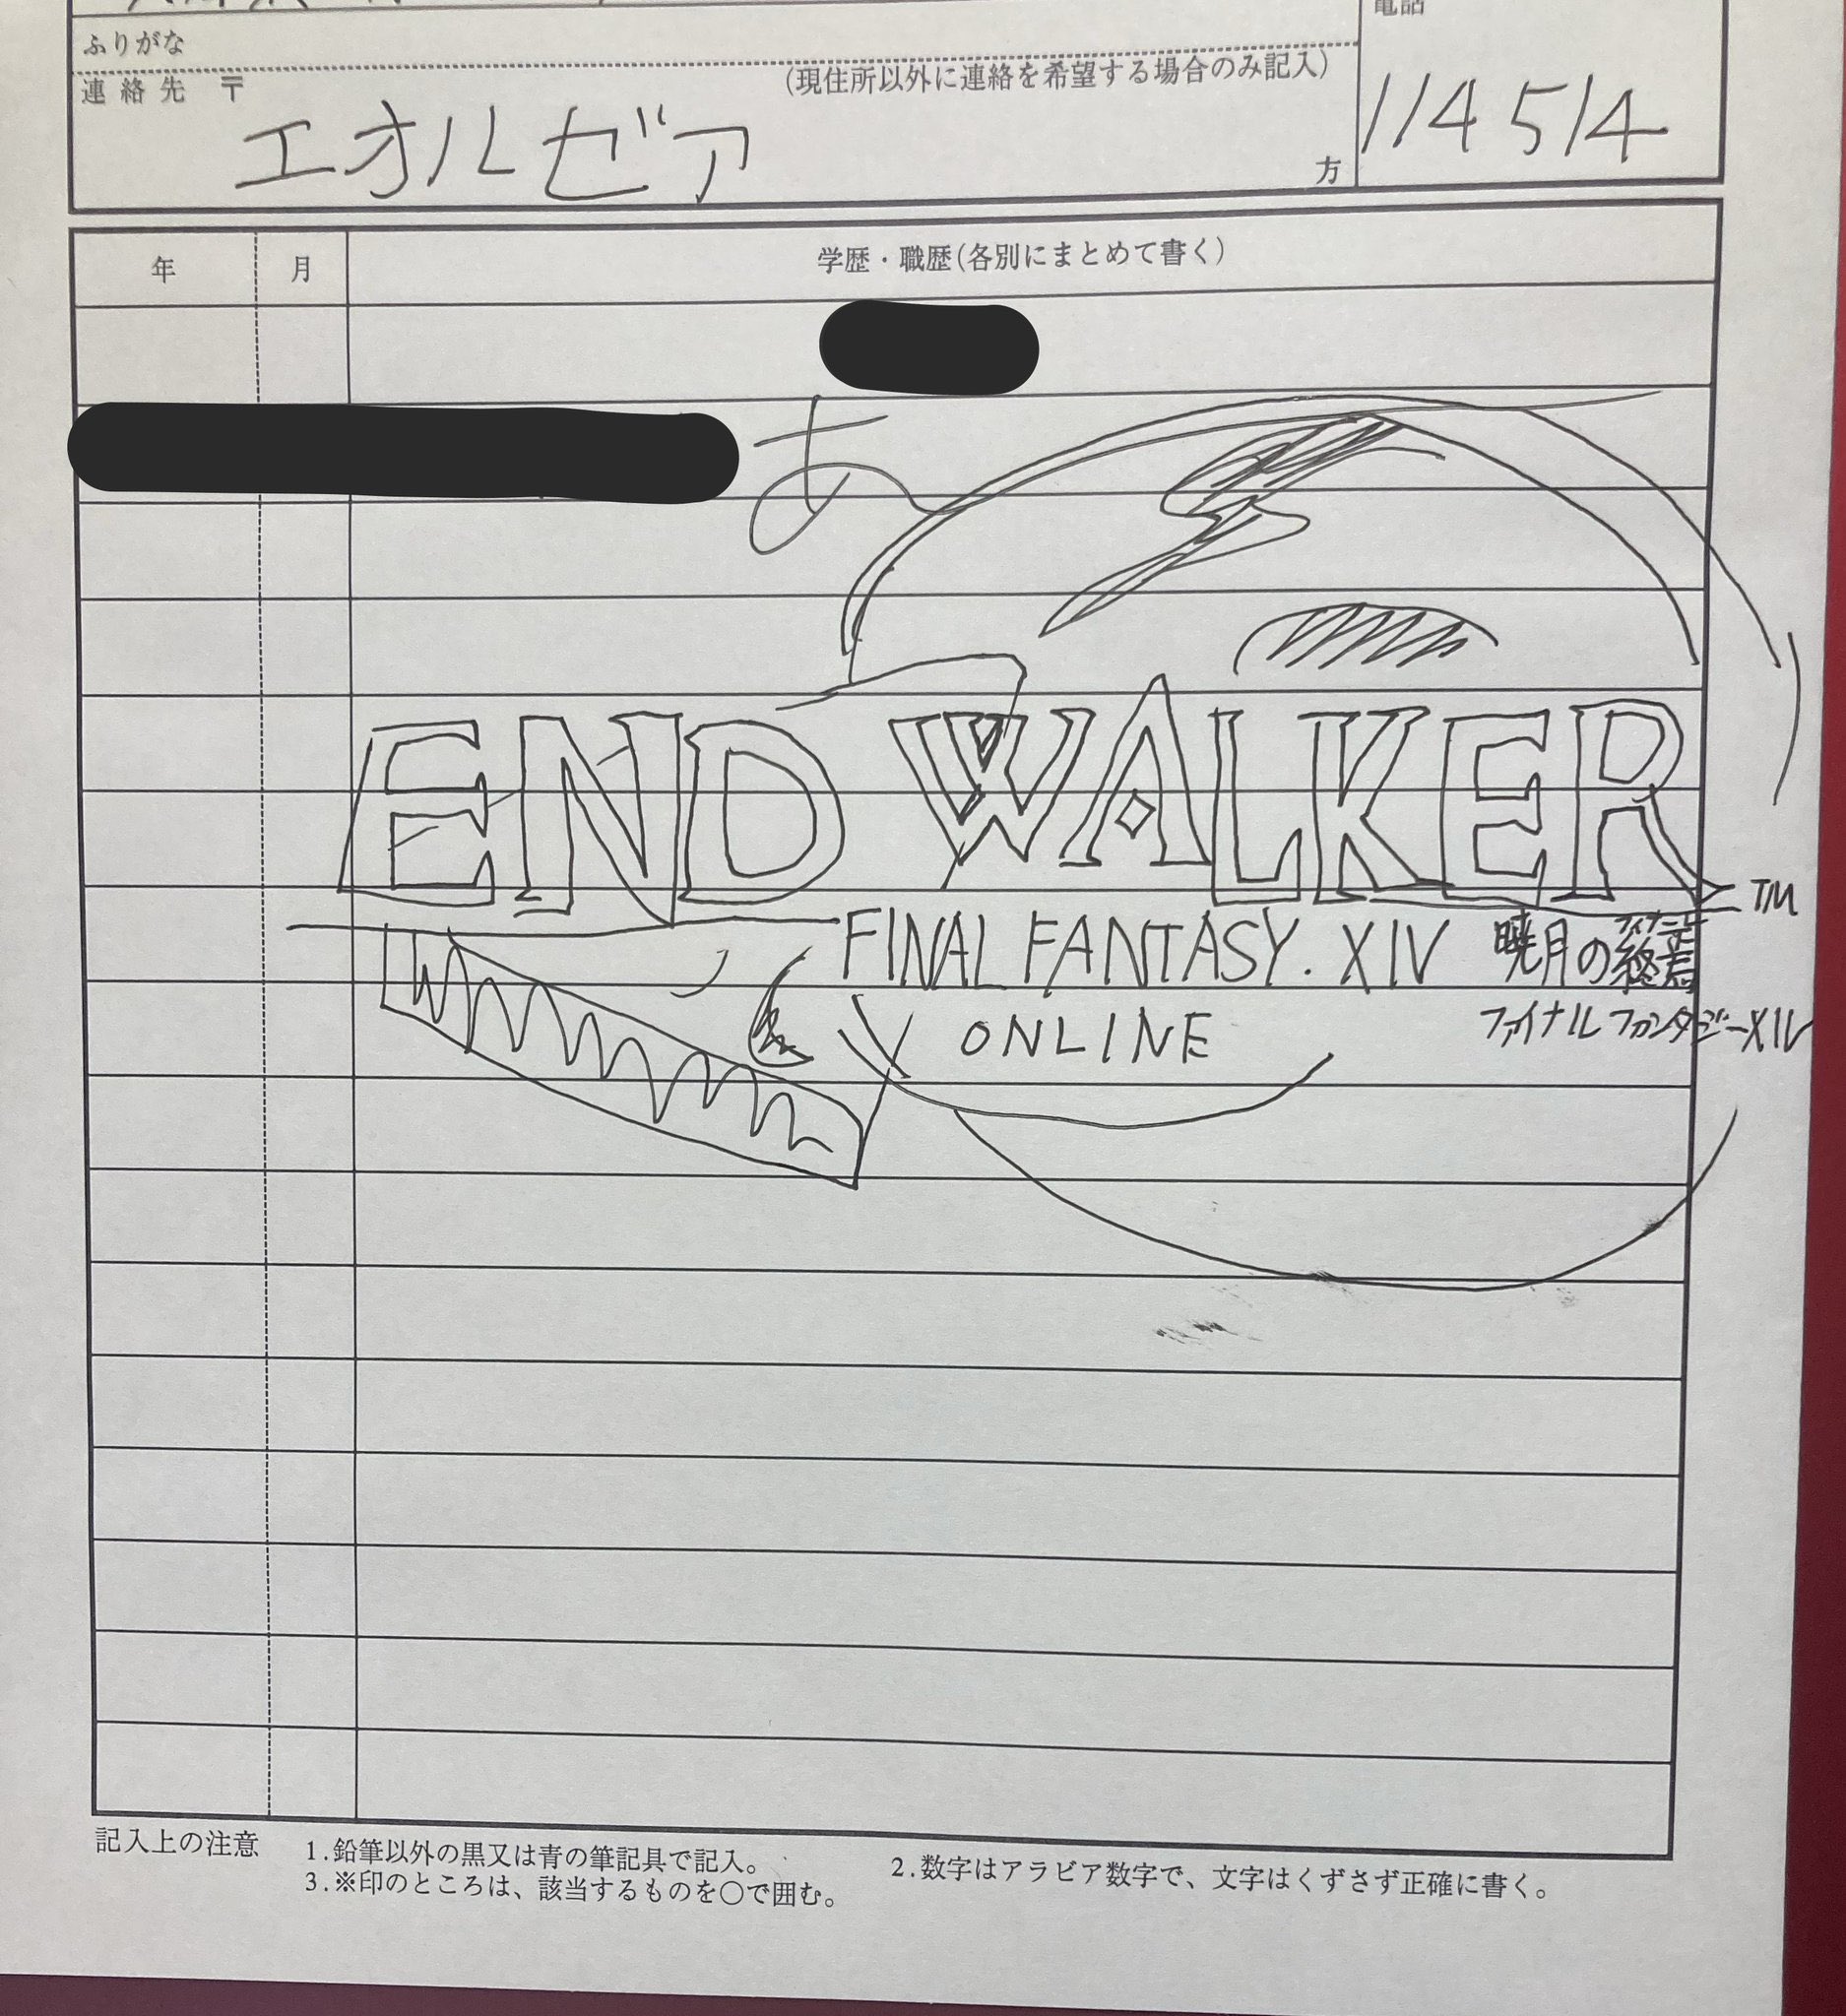 電話
ふりがな
連絡先 〒 (現住所以外に連絡を希望する場合のみ記入)
エオルゼア 方 114514
年 月 学歴・職歴(各別にまとめて書く)
あ
END WALKER TM
FINAL FANTASY. XIV 暁月の終焉
ONLINE ファイナルファンタジーXIV
記入上の注意 1.鉛筆以外の黒又は青の筆記具で記入。 2.数字はアラビア数字で、文字はくずさず正確に書く。
3.※印のところは、該当するものを○で囲む。